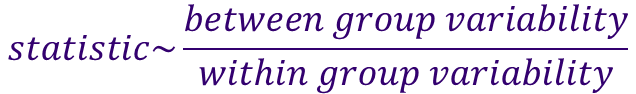 statistic~ between group variability
within group variability